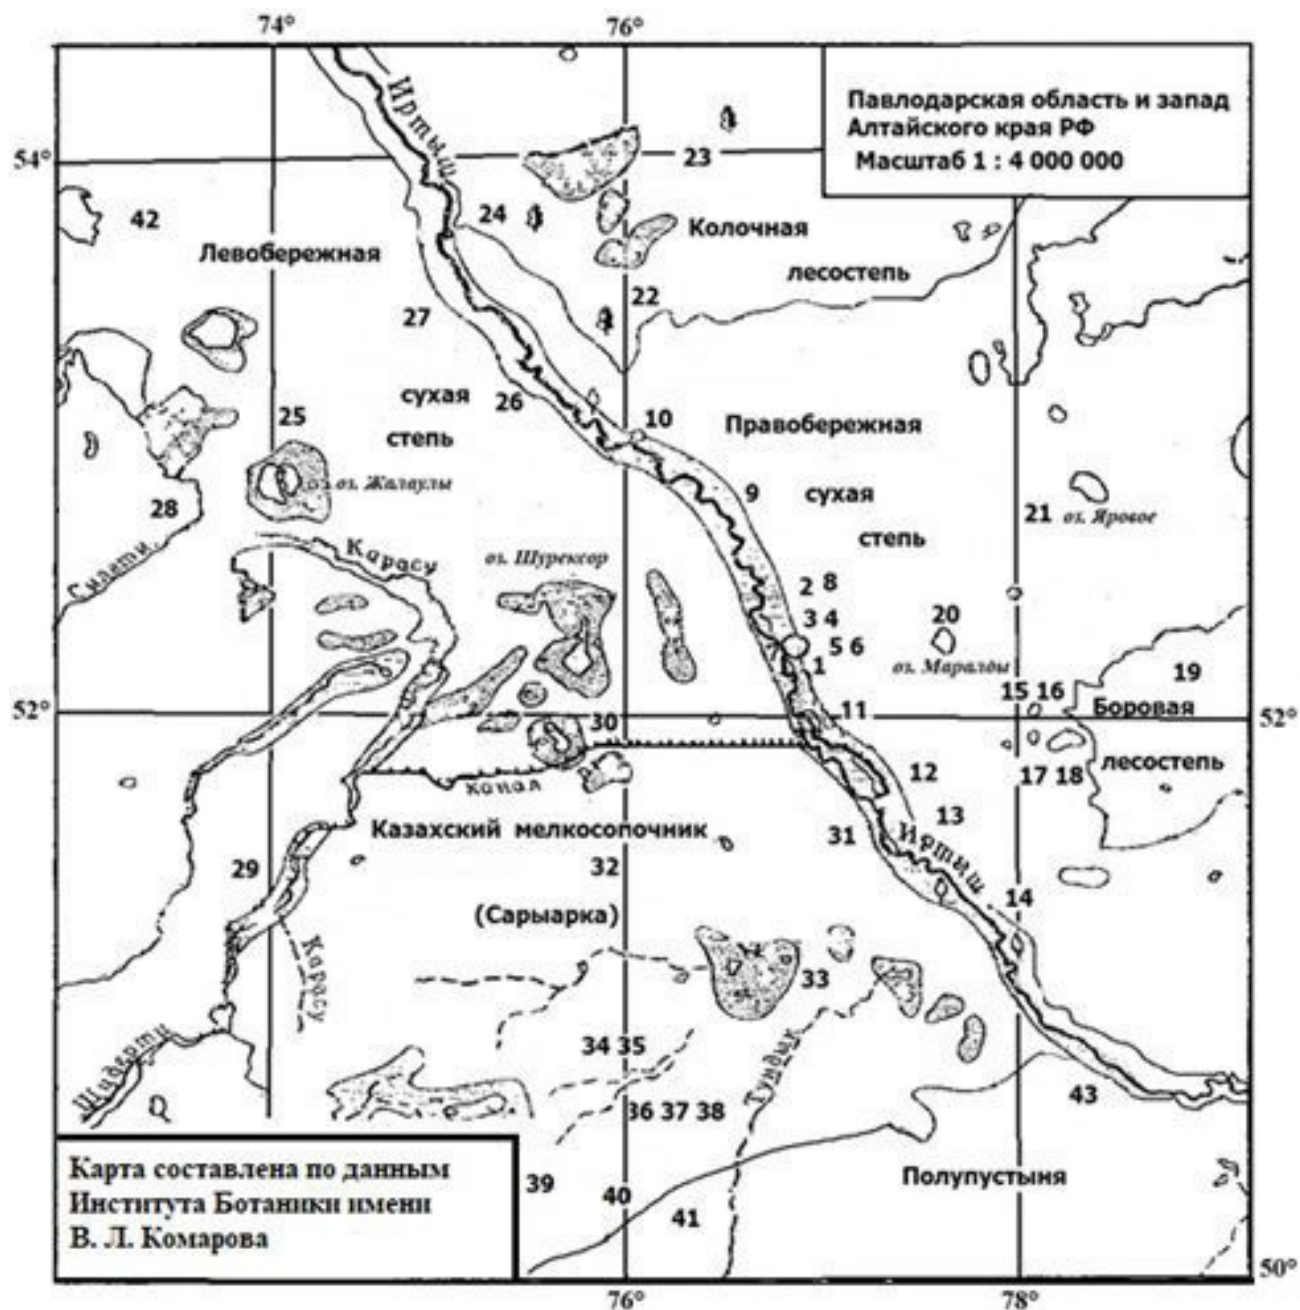 74°
76°
Павлодарская область и запад
Алтайского края РФ
Масштаб 1 : 4 000 000
Иртыш
54°
23
42
24
Колочная
Левобережная
лесостепь
22
27
сухая
26
степь
25
10
Правобережная
оз. Жалаулы
9
сухая
28
21 оз. Яровое
степь
Силети
Карасу
оз. Шурексор
2 8
3 4
20
5 6
оз. Маралды
1
19
15 16
52°
30
11
Боровая
52°
12
лесостепь
17 18
канал
13
Казахский мелкосопочник
31
Иртиш
32
29
14
(Сарыарка)
Карасу
33
34 35
Тундык
Шидерти
36 37 38
43
Карта составлена по данным
Института Ботаники имени
В. Л. Комарова
39
40
41
Полупустыня
50°
76°
78°